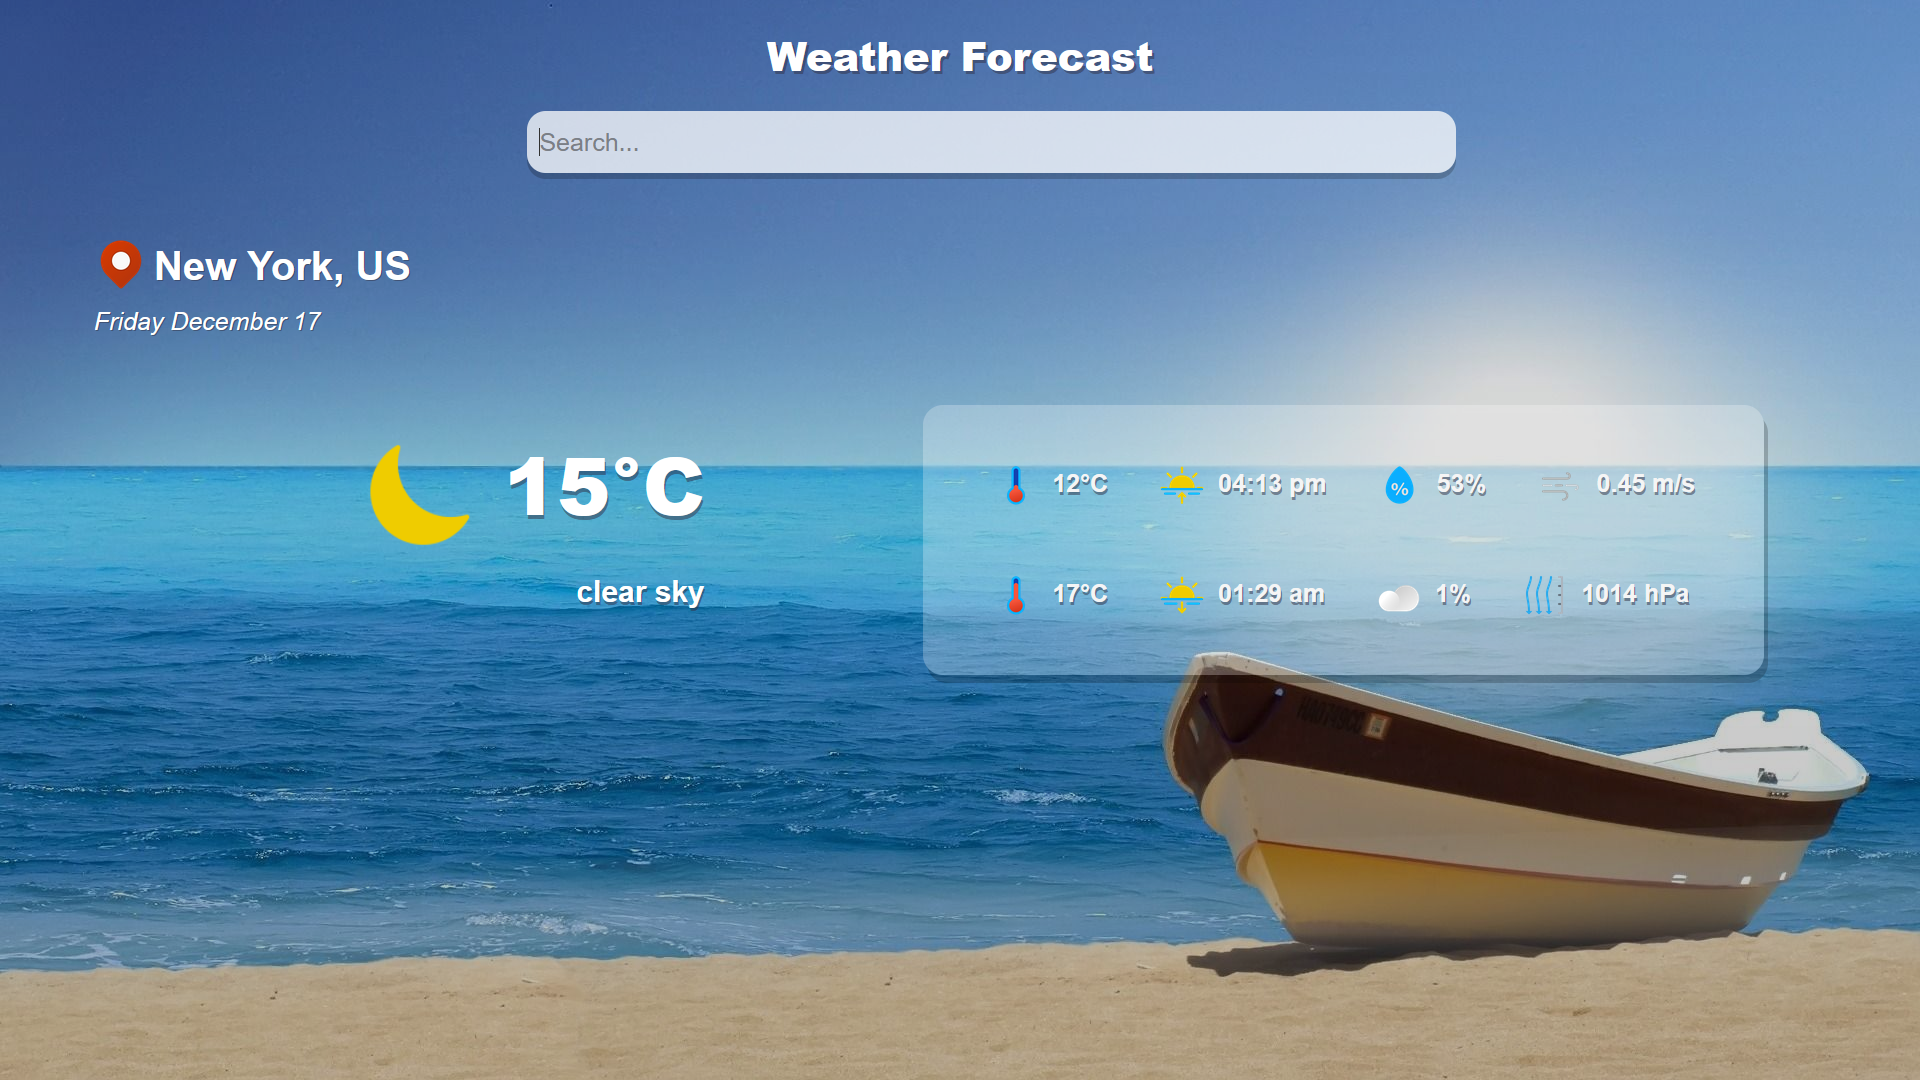 Weather Forecast
Search...
New York, US
Friday December 17
15°C
clear sky
12°C 04:13 pm % 53% 0.45 m/s
17°C 01:29 am 1% 1014 hPa